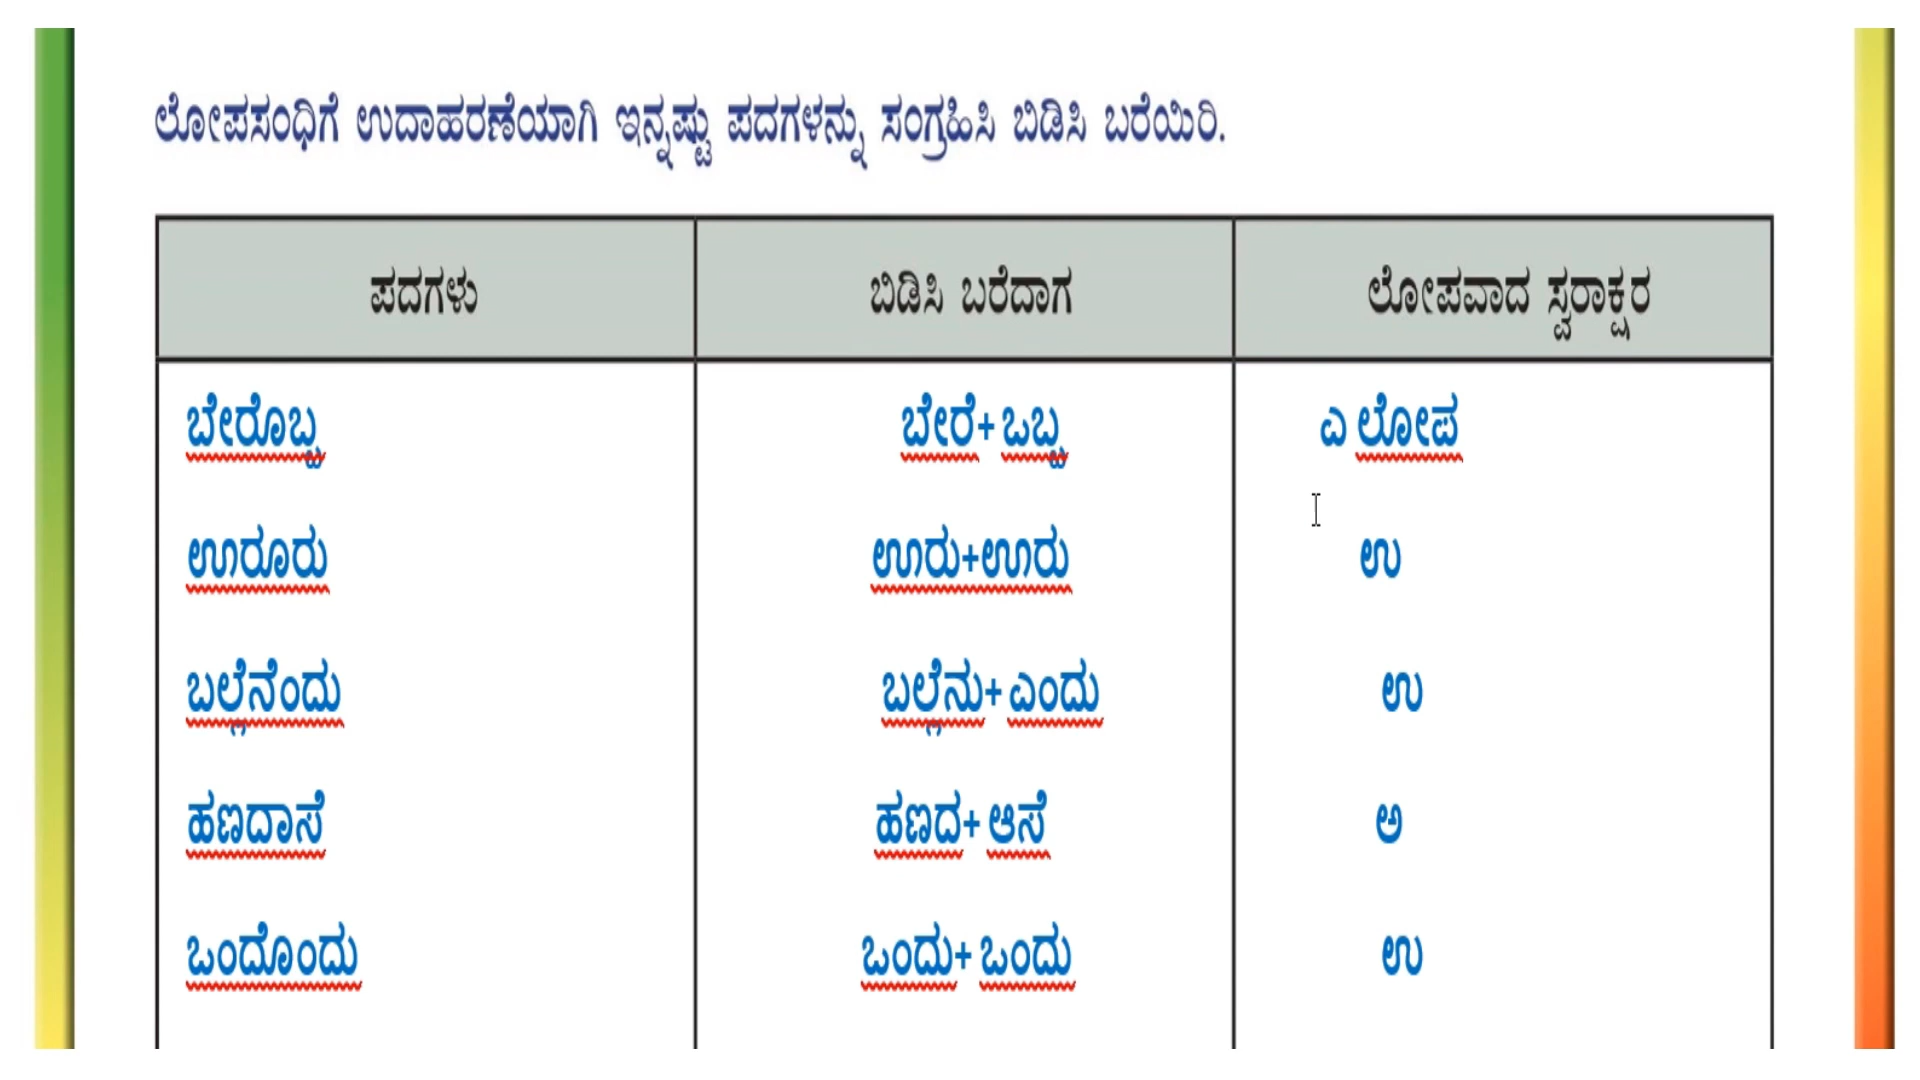 ಲೋಪಸಂಧಿಗೆ ಉದಾಹರಣೆಯಾಗಿ ಇನ್ನಷ್ಟು ಪದಗಳನ್ನು ಸಂಗ್ರಹಿಸಿ ಬಿಡಿಸಿ ಬರೆಯಿರಿ.
ಪದಗಳು ಬಿಡಿಸಿ ಬರೆದಾಗ ಲೋಪವಾದ ಸ್ವರಾಕ್ಷರ
ಬೇರೊಬ್ಬ ಬೇರೆ+ ಒಬ್ಬ ಎ ಲೋಪ
ಊರೂರು ಊರು+ಊರು ಉ
ಬಲ್ಲೆನೆಂದು ಬಲ್ಲೆನು+ ಎಂದು ಉ
ಹಣದಾಸೆ ಹಣದ+ ಆಸೆ ಅ
ಒಂದೊಂದು ಒಂದು+ ಒಂದು ಉ